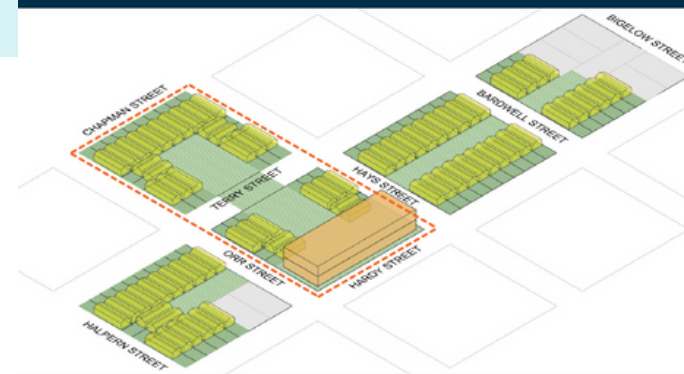 BIGELOW STREET
CHAPMAN STREET
BARDWELL STREET
TERRY STREET
HAYS STREET
ORR STREET
HARDY STREET
HALPERN STREET